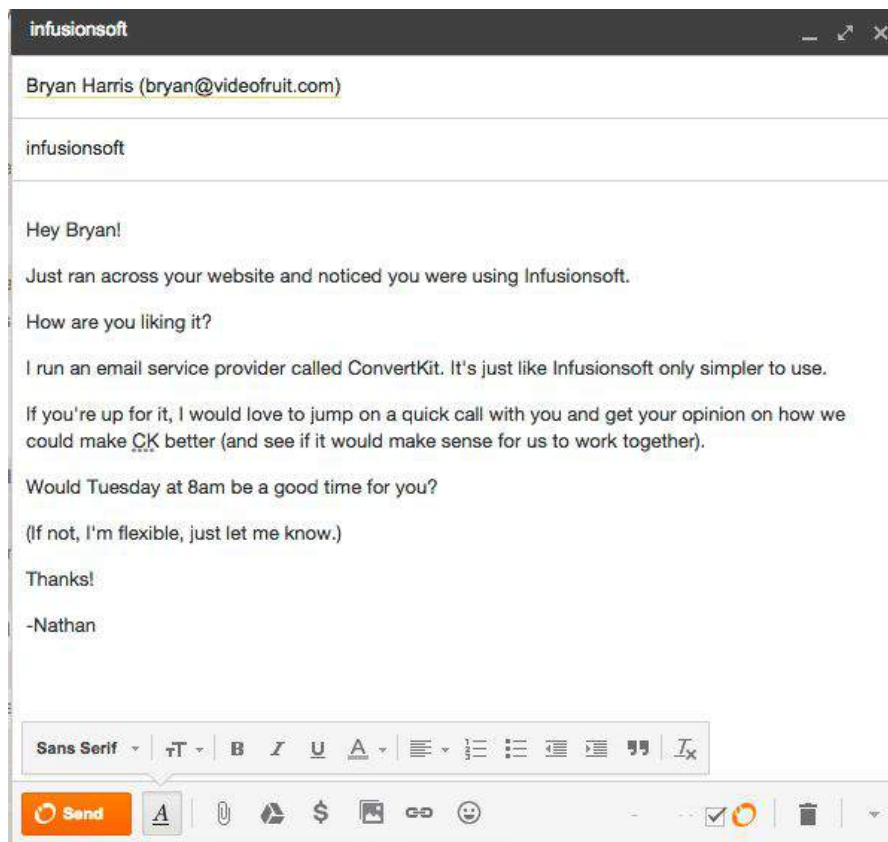 infusionsoft
Bryan Harris (bryan@videofruit.com)
infusionsoft
Hey Bryan!
Just ran across your website and noticed you were using Infusionsoft.
How are you liking it?
I run an email service provider called ConvertKit. It's just like Infusionsoft only simpler to use.
If you're up for it, I would love to jump on a quick call with you and get your opinion on how we
could make CK better (and see if it would make sense for us to work together).
Would Tuesday at 8am be a good time for you?
(If not, I'm flexible, just let me know.)
Thanks!
-Nathan
Sans Serif
Send